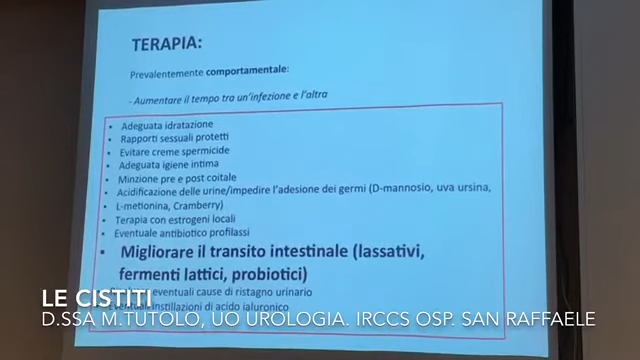 TERAPIA:
Prevalentemente comportamentale:
- Aumentare il tempo tra un'infezione e l'altra
• Adeguata idratazione
• Rapporti sessuali protetti
• Evitare creme spermicide
• Adeguata igiene intima
• Minzione pre e post coitale
• Acidificazione delle urine/impedire l'adesione dei germi (D-mannosio, uva ursina,
• L-metionina, Cramberry)
• Terapia con estrogeni locali
• Eventuale antibiotico profilassi
• Migliorare il transito intestinale (lassativi,
fermenti lattici, probiotici)
eventuali cause di ristagno urinario
Eventuali instillazioni di acido ialuronico
LE CISTITI
D.SSA M.TUTOLO, UO UROLOGIA. IRCCS OSP. SAN RAFFAELE